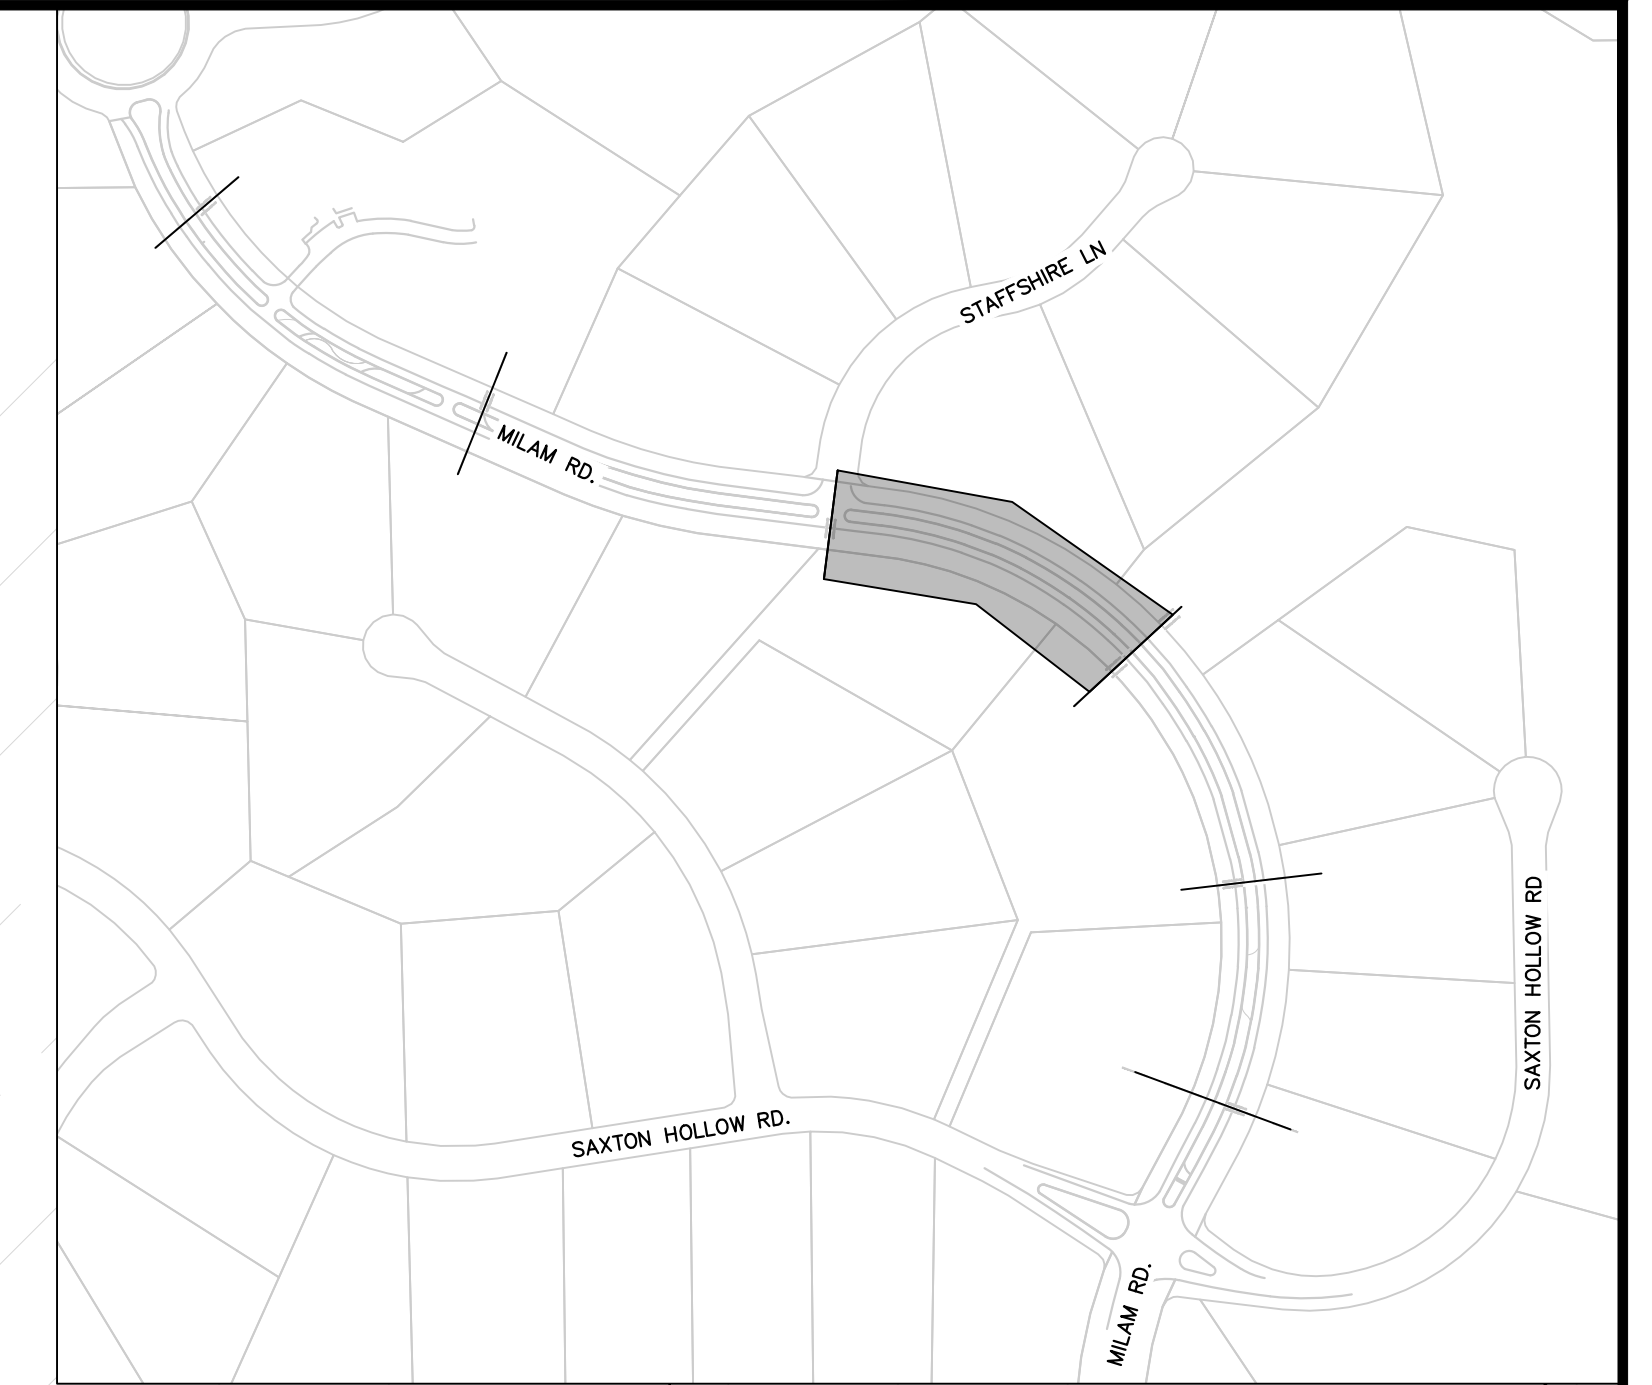 STAFFSHIRE LN
MILAM RD.
SAXTON HOLLOW RD
SAXTON HOLLOW RD.
MILAM RD.